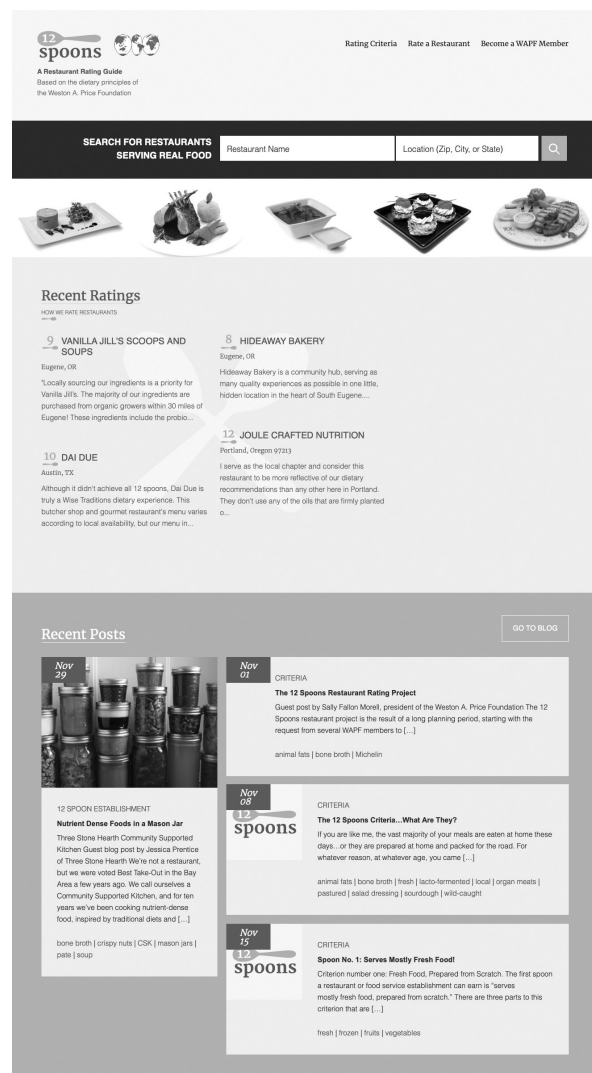 12
spoons
A Restaurant Rating Guide
Based on the dietary principles of
the Weston A. Price Foundation
Rating Criteria Rate a Restaurant Become a WAPF Member
SEARCH FOR RESTAURANTS
SERVING REAL FOOD
Restaurant Name
Location (Zip, City, or State)
Recent Ratings
HOW WE RATE RESTAURANTS
9 VANILLA JILL'S SCOOPS AND
SOUPS
Eugene, OR
"Locally sourcing our ingredients is a priority for
Vanilla Jill's. The majority of our ingredients are
purchased from organic growers within 30 miles of
Eugene! These ingredients include the probio...
8 HIDEAWAY BAKERY
Eugene, OR
Hideaway Bakery is a community hub, serving as
many quality experiences as possible in one little,
hidden location in the heart of South Eugene....
10 DAI DUE
Austin, TX
Although it didn't achieve all 12 spoons, Dai Due is
truly a Wise Traditions dietary experience. This
butcher shop and gourmet restaurant's menu varies
according to local availability, but our menu in...
12 JOULE CRAFTED NUTRITION
Portland, Oregon 97213
I serve as the local chapter and consider this
restaurant to be more reflective of our dietary
recommendations than any other here in Portland.
They don't use any of the oils that are firmly planted
o...
Recent Posts
GO TO BLOG
Nov
29
12 SPOON ESTABLISHMENT
Nutrient Dense Foods in a Mason Jar
Three Stone Hearth Community Supported
Kitchen Guest blog post by Jessica Prentice
of Three Stone Hearth We're not a restaurant,
but we were voted Best Take-Out in the Bay
Area a few years ago. We call ourselves a
Community Supported Kitchen, and for ten
years we've been cooking nutrient-dense
food, inspired by traditional diets and […]
bone broth | crispy nuts | CSK | mason jars |
pate | soup
Nov
01
CRITERIA
The 12 Spoons Restaurant Rating Project
Guest post by Sally Fallon Morell, president of the Weston A. Price Foundation The 12
Spoons restaurant project is the result of a long planning period, starting with the
request from several WAPF members to […]
animal fats | bone broth | Michelin
Nov
08
12
spoons
CRITERIA
The 12 Spoons Criteria…What Are They?
If you are like me, the vast majority of your meals are eaten at home these
days…or they are prepared at home and packed for the road. For
whatever reason, at whatever age, you came […]
animal fats | bone broth | fresh | lacto-fermented | local | organ meats |
pastured | salad dressing | sourdough | wild-caught
Nov
15
12
spoons
CRITERIA
Spoon No. 1: Serves Mostly Fresh Food!
Criterion number one: Fresh Food, Prepared from Scratch. The first spoon
a restaurant or food service establishment can earn is "serves
mostly fresh food, prepared from scratch." There are three parts to this
criterion that are […]
fresh | frozen | fruits | vegetables